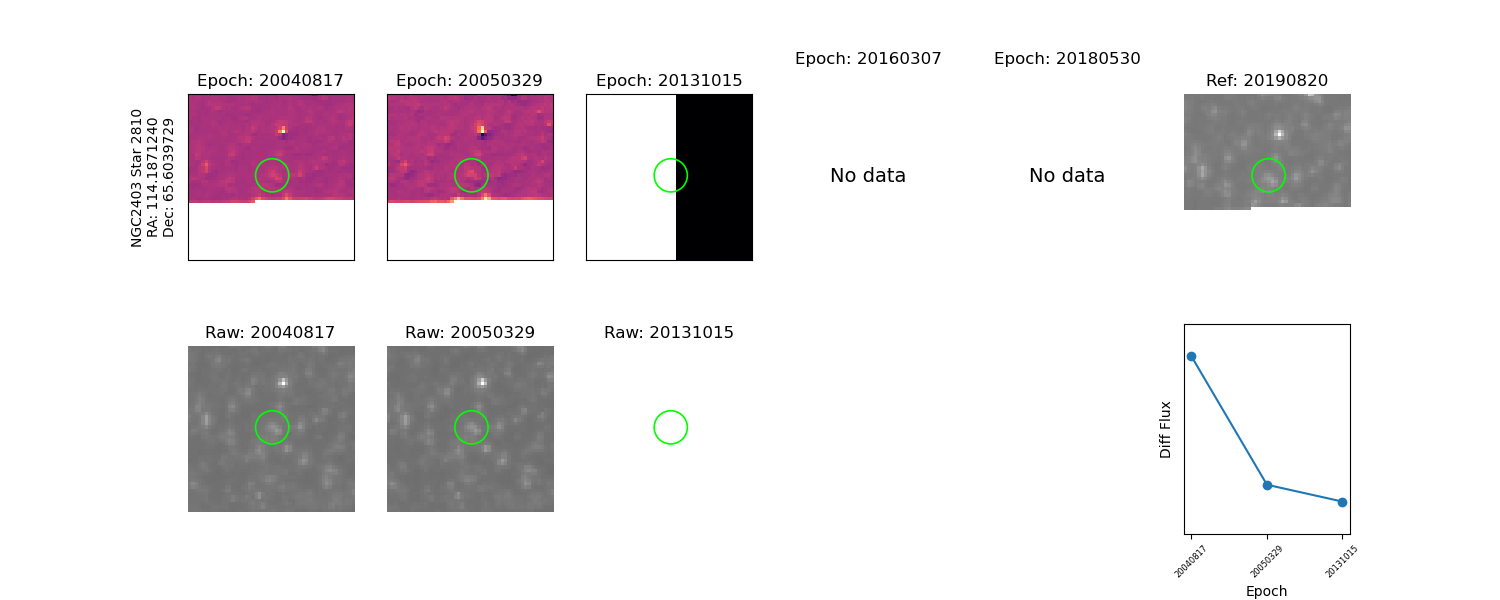 Epoch: 20040817
Epoch: 20050329
Epoch: 20131015
Epoch: 20160307
Epoch: 20180530
Ref: 20190820
NGC2403 Star 2810
RA: 114.1871240
Dec: 65.6039729
No data
No data
Raw: 20040817
Raw: 20050329
Raw: 20131015
Diff Flux
20040817
20050329
20131015
Epoch